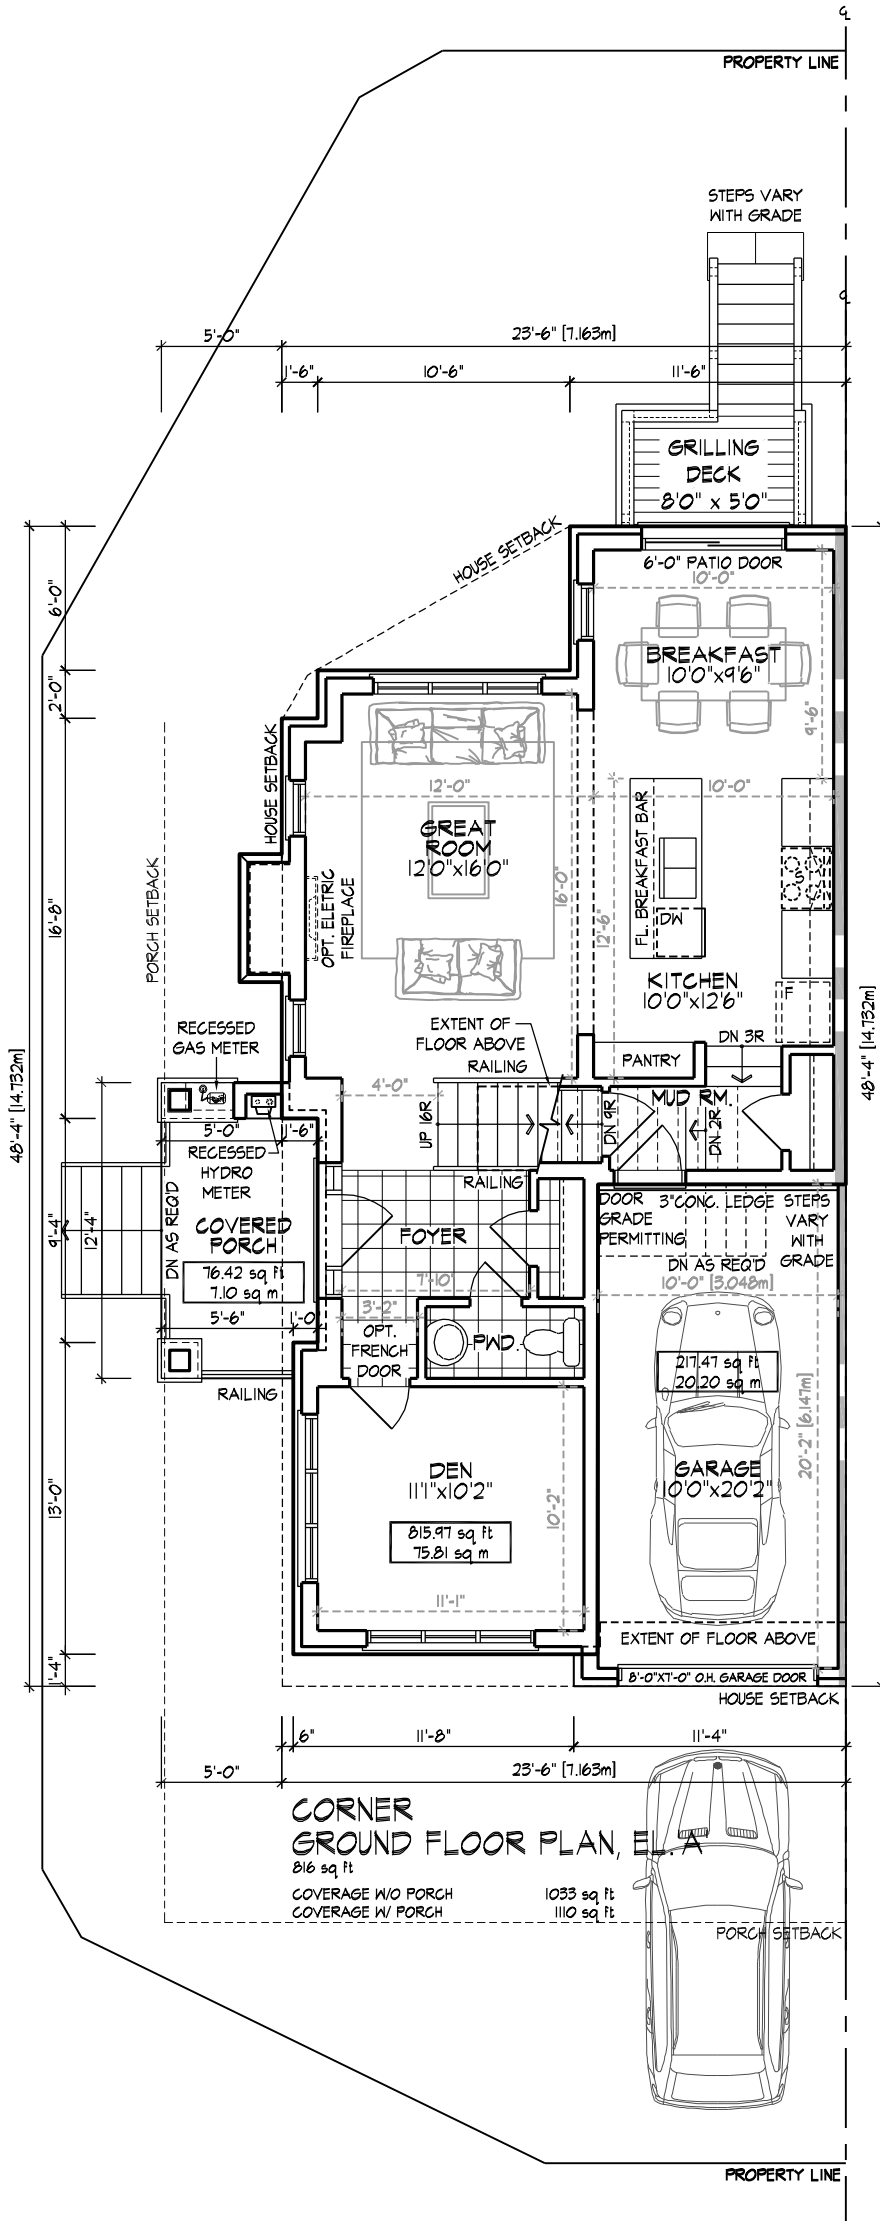 PROPERTY LINE
STEPS VARY
WITH GRADE
5'-0"
23'-6" [7.163m]
1'-6"
10'-6"
11'-6"
GRILLING
DECK
8'0" x 5'0"
HOUSE SETBACK
6'-0" PATIO DOOR
10'-0"
6'-0"
BREAKFAST
10'0"x9'6"
2'-0"
9'-6"
HOUSE SETBACK
12'-0"
10'-0"
GREAT
ROOM
12'0"x16'0"
FL. BREAKFAST BAR
S
PORCH SETBACK
16'-8"
OPT. ELETRIC
FIREPLACE
16'-0"
12'-6"
DW
KITCHEN
10'0"x12'6"
F
RECESSED
GAS METER
EXTENT OF
FLOOR ABOVE
RAILING
DN 3R
PANTRY
48'-4" [14.732m]
48'-4" [14.732m]
4'-0"
UP 16R
DN 9R
MUD RM.
DN 2R
5'-0"
1'-6"
RECESSED
HYDRO
METER
RAILING
9'-4"
12'-4"
DN AS REQ'D
COVERED
PORCH
76.42 sq ft
7.10 sq m
FOYER
7'-10"
DOOR
GRADE
PERMITTING
3"CONC. LEDGE
STEPS
VARY
WITH
GRADE
DN AS REQ'D
10'-0" [3.048m]
5'-6"
1'-0"
3'-2"
OPT.
FRENCH
DOOR
PWD.
RAILING
217.47 sq ft
20.20 sq m
20'-2" [6.147m]
GARAGE
10'0"x20'2"
DEN
11'1"x10'2"
10'-2"
815.97 sq ft
75.81 sq m
13'-0"
11'-1"
EXTENT OF FLOOR ABOVE
1'-4"
8'-0"X7'-0" O.H. GARAGE DOOR
HOUSE SETBACK
6"
11'-8"
11'-4"
5'-0"
23'-6" [7.163m]
CORNER
GROUND FLOOR PLAN, EL. 'A'
816 sq ft
COVERAGE W/O PORCH 1033 sq ft
COVERAGE W/ PORCH 1110 sq ft
PORCH SETBACK
PROPERTY LINE